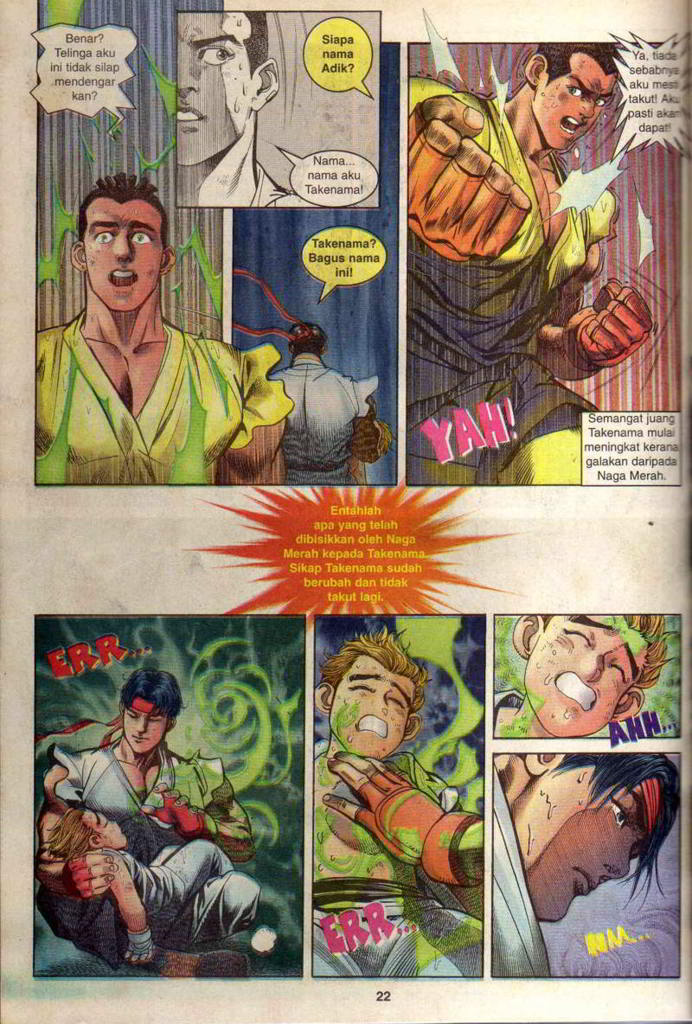 Benar?
Telinga aku
ini tidak silap
mendengar
kan?
Siapa
nama
Adik?
Nama...
nama aku
Takenama!
Takenama?
Bagus nama
ini!
Ya, tiada
sebabnya
aku mesti
takut! Aku
pasti akan
dapat!
YAH!
Semangat juang
Takenama mulai
meningkat kerana
galakan daripada
Naga Merah.
Entahlah
apa yang telah
dibisikkan oleh Naga
Merah kepada Takenama.
Sikap Takenama sudah
berubah dan tidak
takut lagi.
ERR...
ERR...
AHH...
NM...
22